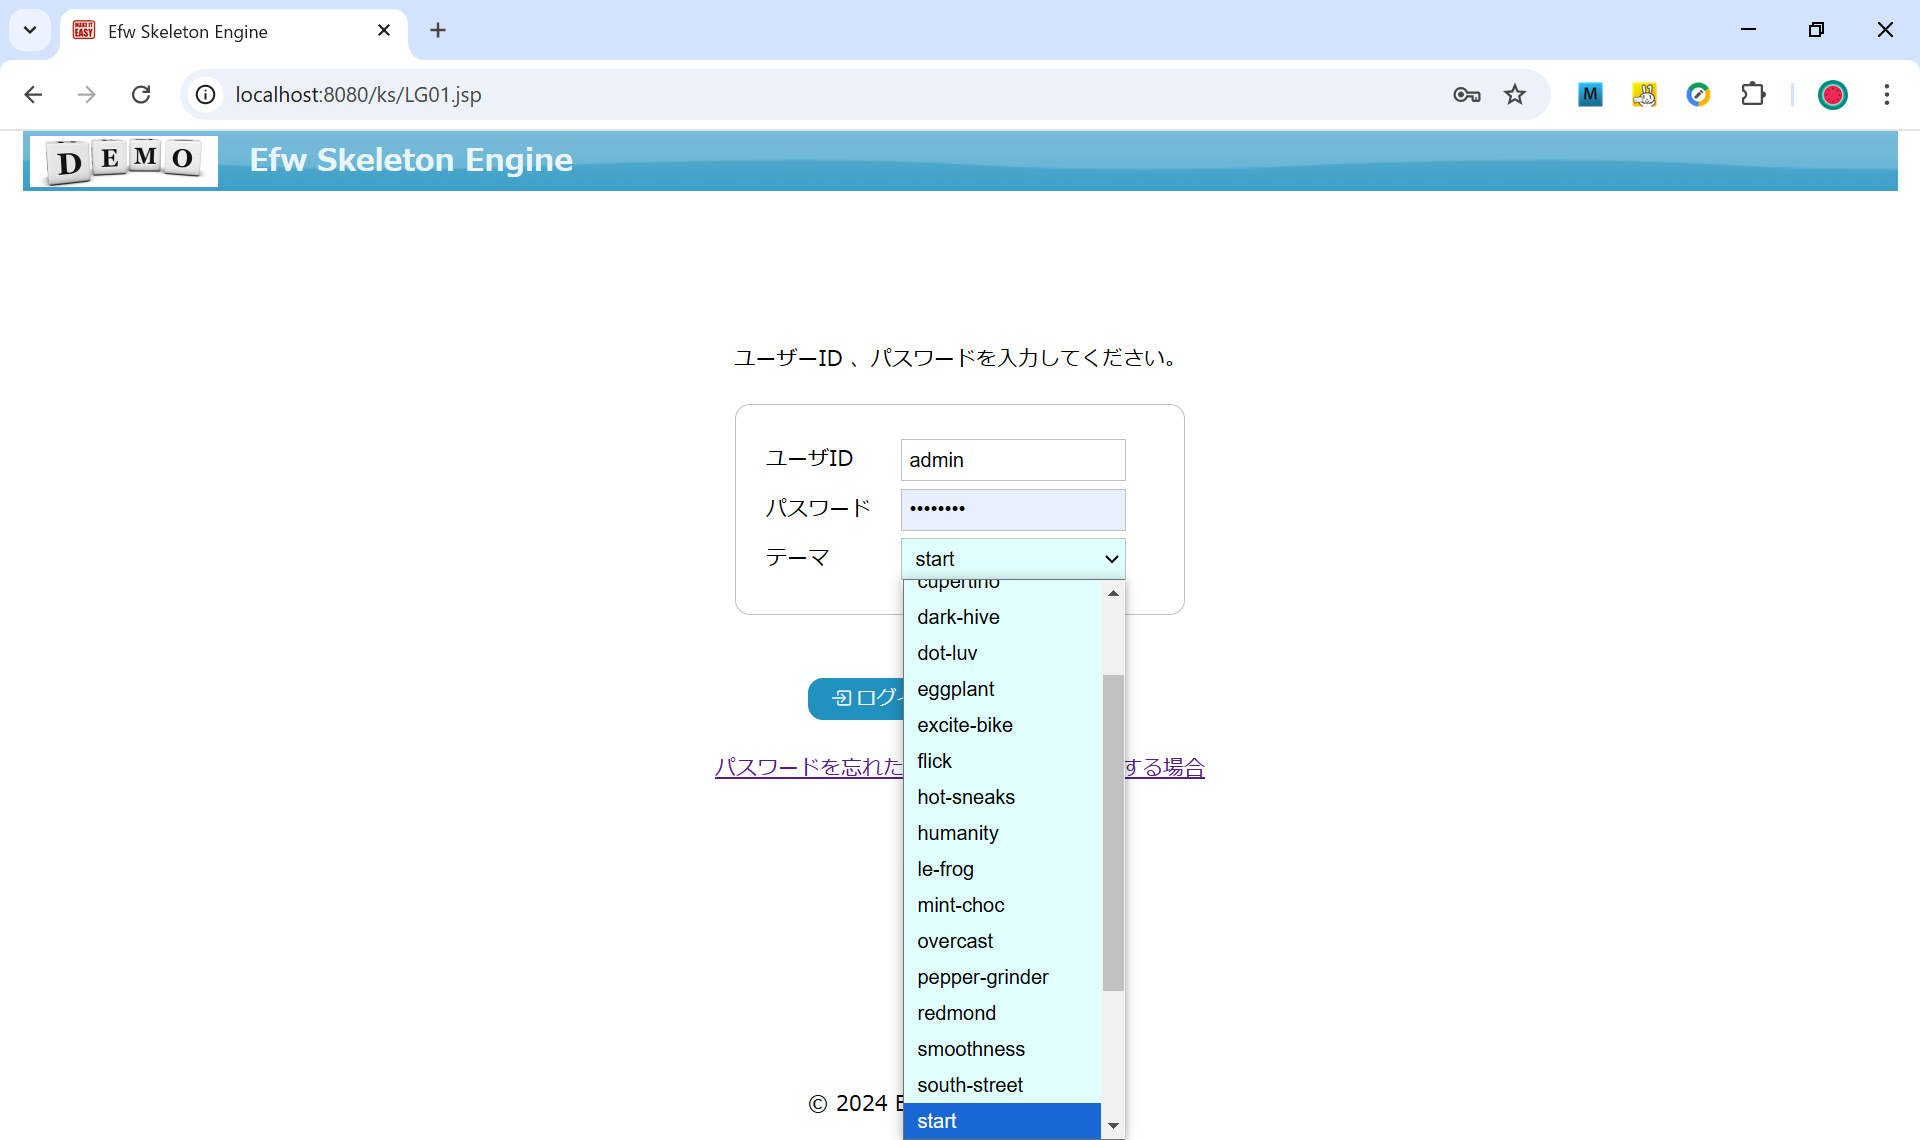 Efw Skeleton Engine
localhost:8080/ks/LG01.jsp
M
DEMO
Efw Skeleton Engine
ユーザーID 、パスワードを入力してください。
ユーザID
admin
パスワード
••••••••
テーマ
start
cupertino
dark-hive
dot-luv
eggplant
excite-bike
flick
hot-sneaks
humanity
le-frog
mint-choc
overcast
pepper-grinder
redmond
smoothness
south-street
start
ログイ
パスワードを忘れた
する場合
© 2024 E